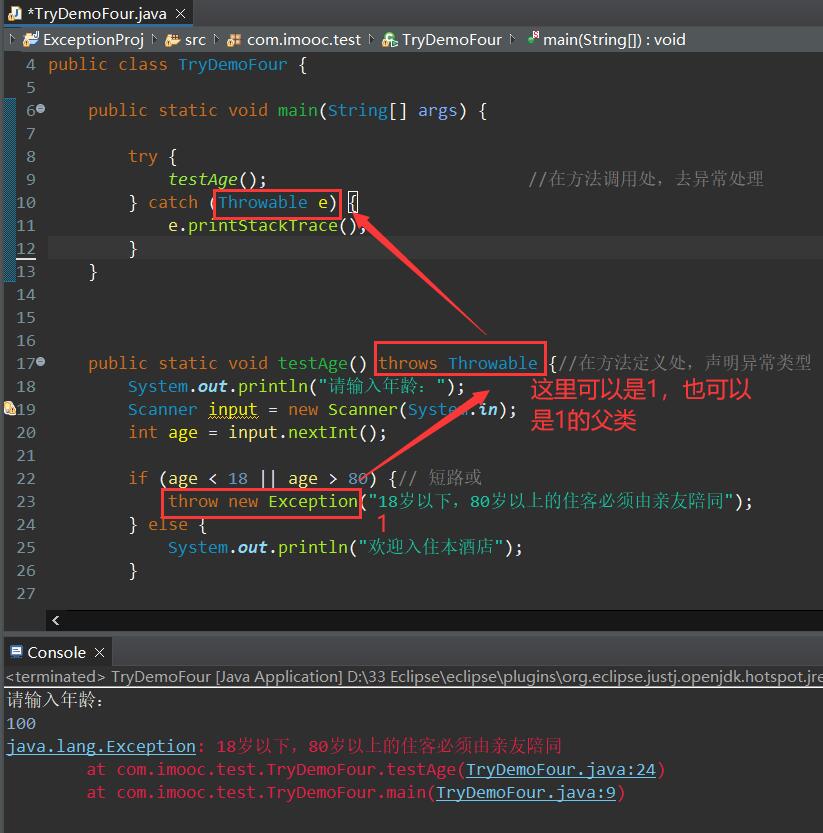 *TryDemoFour.java
ExceptionProj src com.imooc.test TryDemoFour main(String[]) : void
4 public class TryDemoFour {
5
6 public static void main(String[] args) {
7
8 try {
9 testAge(); //在方法调用处，去异常处理
10 } catch (Throwable e) {
11 e.printStackTrace();
12 }
13 }
14
15
16
17 public static void testAge() throws Throwable {//在方法定义处，声明异常类型
18 System.out.println("请输入年龄：");
这里可以是1，也可以
19 Scanner input = new Scanner(System.in);
是1的父类
20 int age = input.nextInt();
21
22 if (age < 18 || age > 80) {// 短路或
23 throw new Exception("18岁以下，80岁以上的住客必须由亲友陪同");
1
24 } else {
25 System.out.println("欢迎入住本酒店");
26 }
27
Console
<terminated> TryDemoFour [Java Application] D:\33 Eclipse\eclipse\plugins\org.eclipse.justj.openjdk.hotspot.jre
请输入年龄：
100
java.lang.Exception: 18岁以下，80岁以上的住客必须由亲友陪同
at com.imooc.test.TryDemoFour.testAge(TryDemoFour.java:24)
at com.imooc.test.TryDemoFour.main(TryDemoFour.java:9)